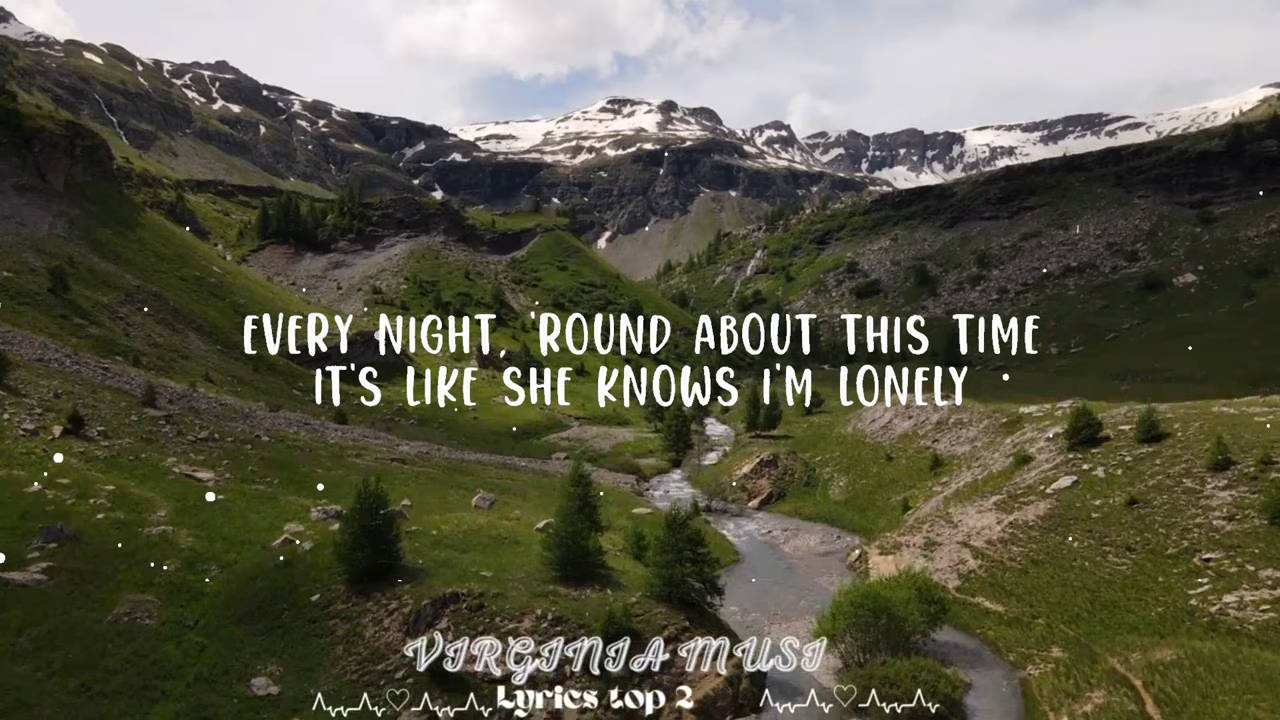 EVERY NIGHT, 'ROUND ABOUT THIS TIME
IT'S LIKE SHE KNOWS I'M LONELY
VIRGINIA MUSI
Lyrics top 2